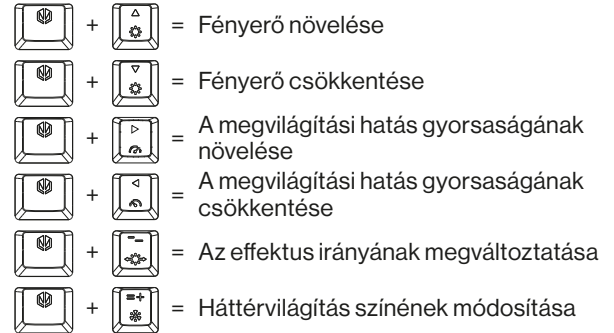 + = Fényerő növelése
+ = Fényerő csökkentése
+ = A megvilágítási hatás gyorsaságának
növelése
+ = A megvilágítási hatás gyorsaságának
csökkentése
+ -_ = Az effektus irányának megváltoztatása
+ =+ = Háttérvilágítás színének módosítása